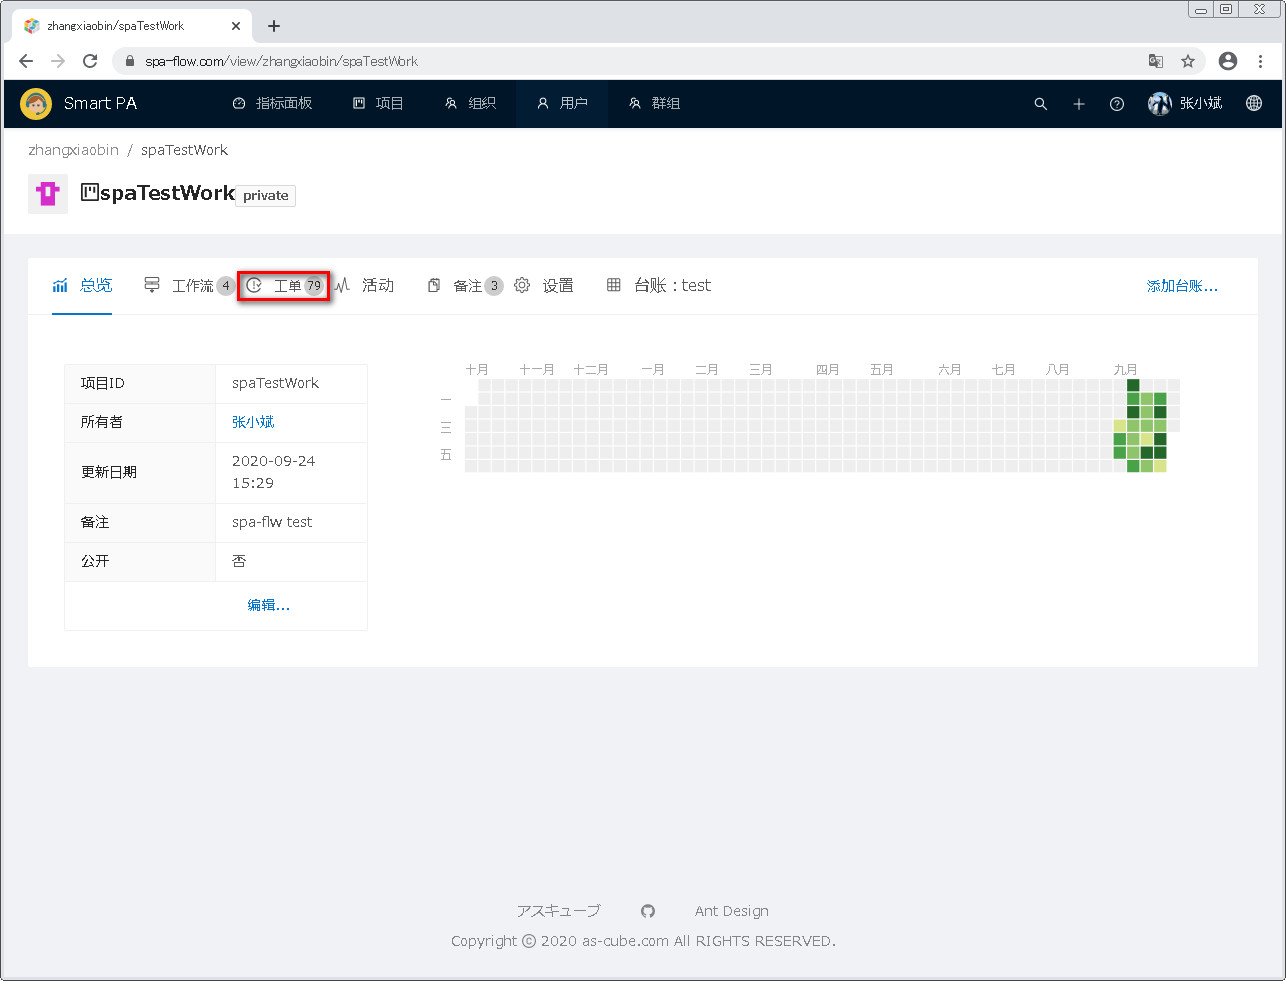 zhangxiaobin/spaTestWork
spa-flow.com/view/zhangxiaobin/spaTestWork
Smart PA 指标面板 项目 组织 用户 群组 张小斌
zhangxiaobin / spaTestWork
spaTestWork private
总览 工作流 4 工单 79 活动 备注 3 设置 台账：test 添加台账...
十月 十一月 十二月 一月 二月 三月 四月 五月 六月 七月 八月 九月
一
三
五
项目ID spaTestWork
所有者 张小斌
更新日期 2020-09-24 15:29
备注 spa-flw test
公开 否
编辑...
アスキューブ Ant Design
Copyright © 2020 as-cube.com All RIGHTS RESERVED.